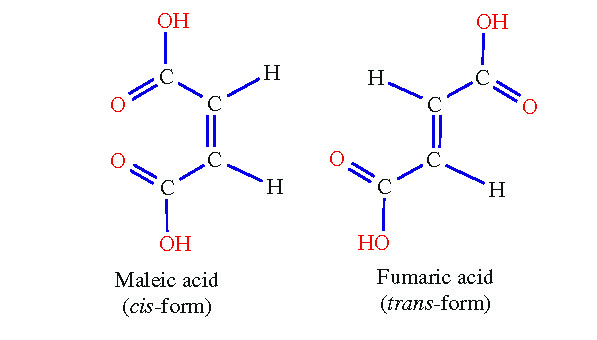 OH
C
H
O
C
O
C
C
H
OH
Maleic acid
(cis-form)
OH
H
C
C
O
O
C
C
H
HO
Fumaric acid
(trans-form)